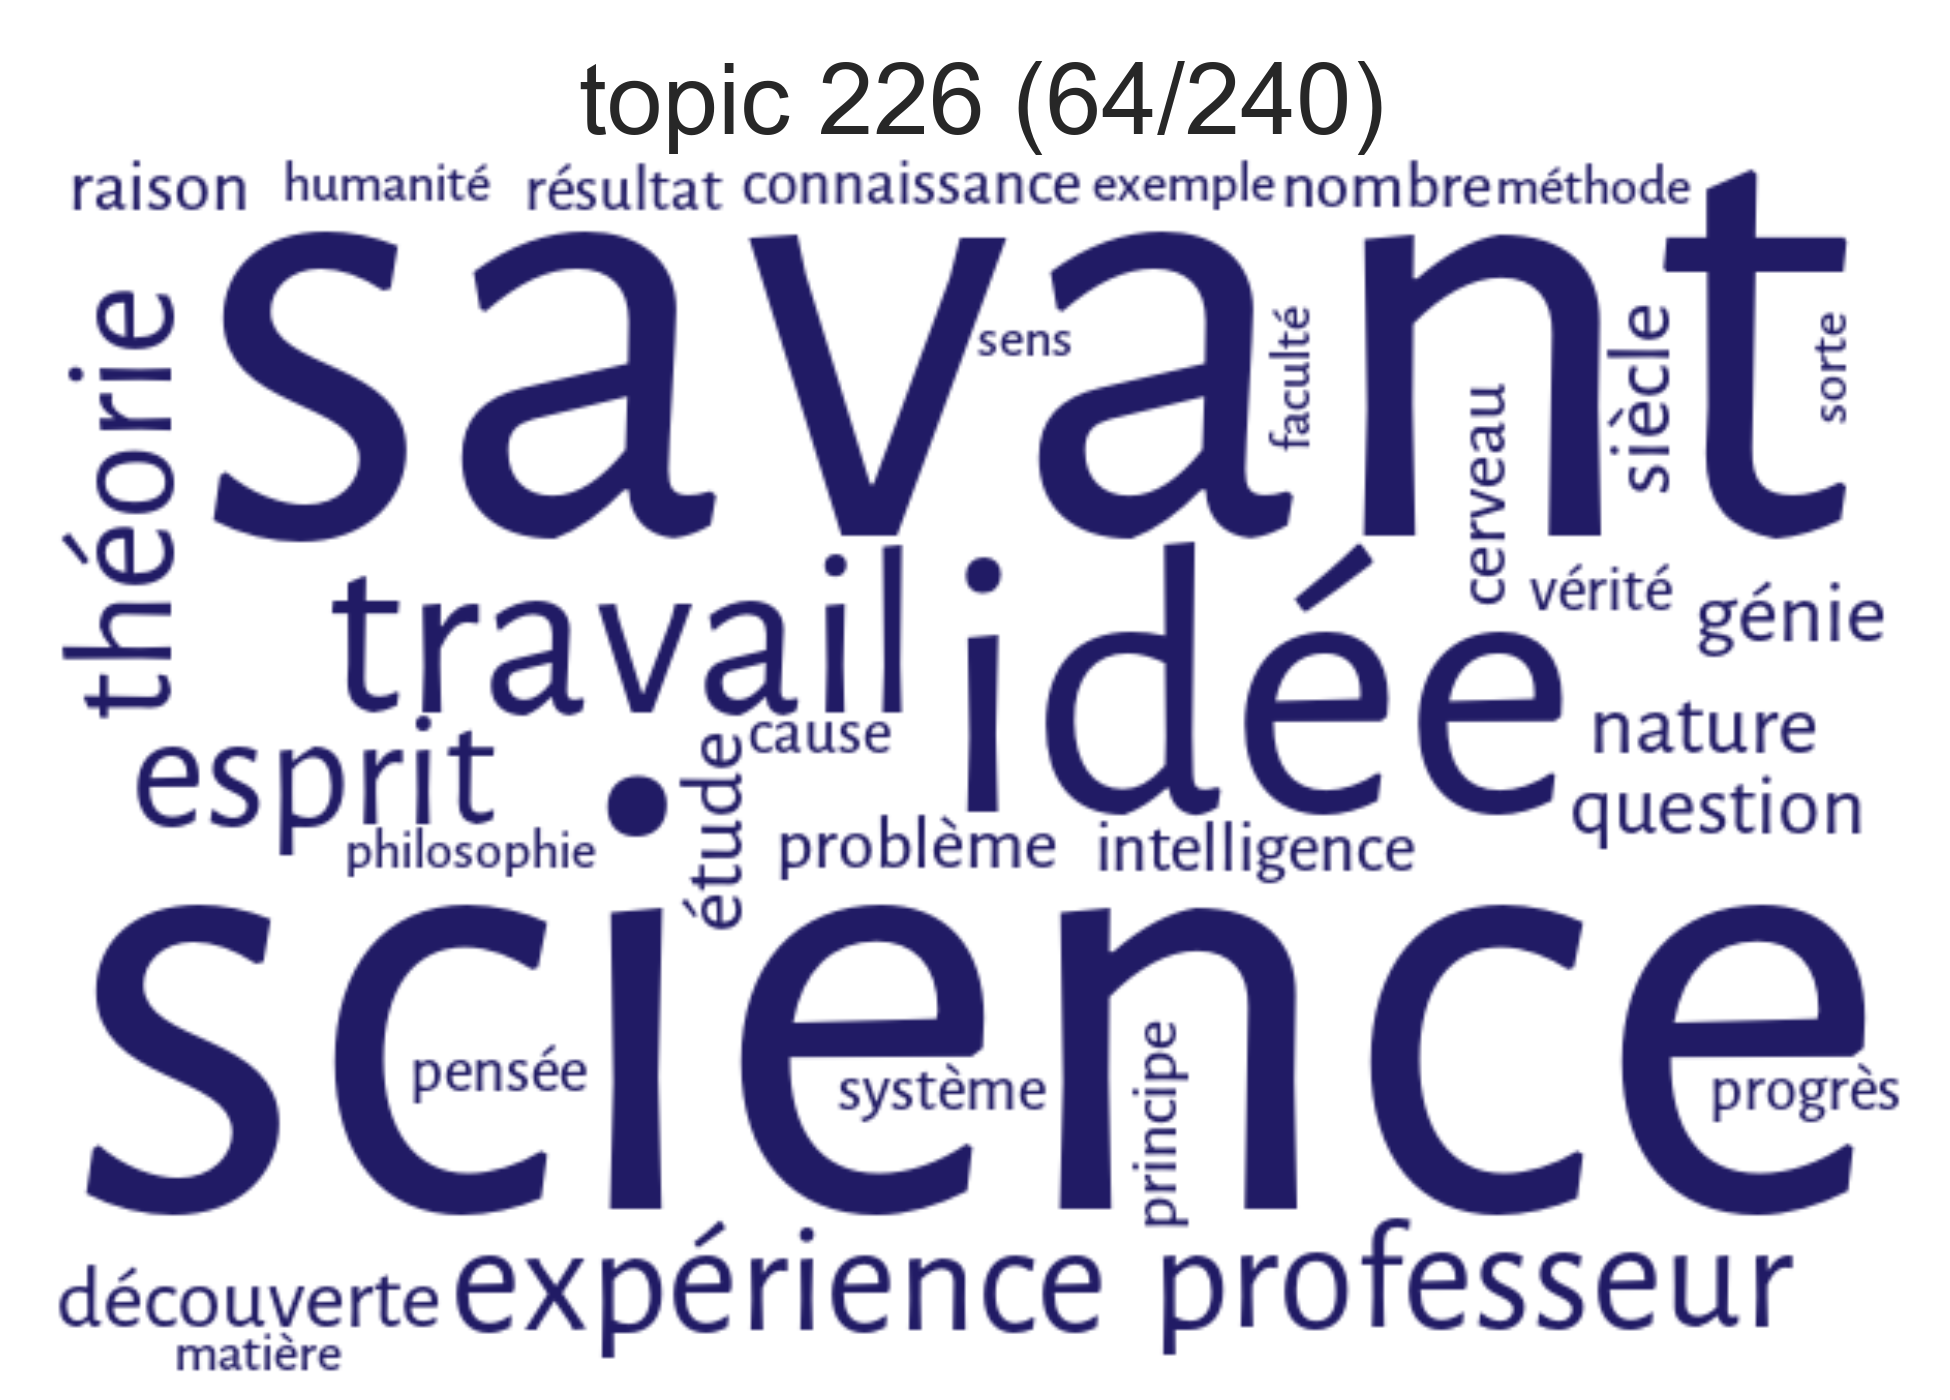 topic 226 (64/240)
raison humanité résultat connaissance exemple nombre méthode
savant
théorie
sens
faculté
cerveau
siècle
sorte
travail
idée
vérité
génie
esprit
cause
nature
étude
question
philosophie
problème
intelligence
science
pensée
système
principe
progrès
découverte
expérience
professeur
matière